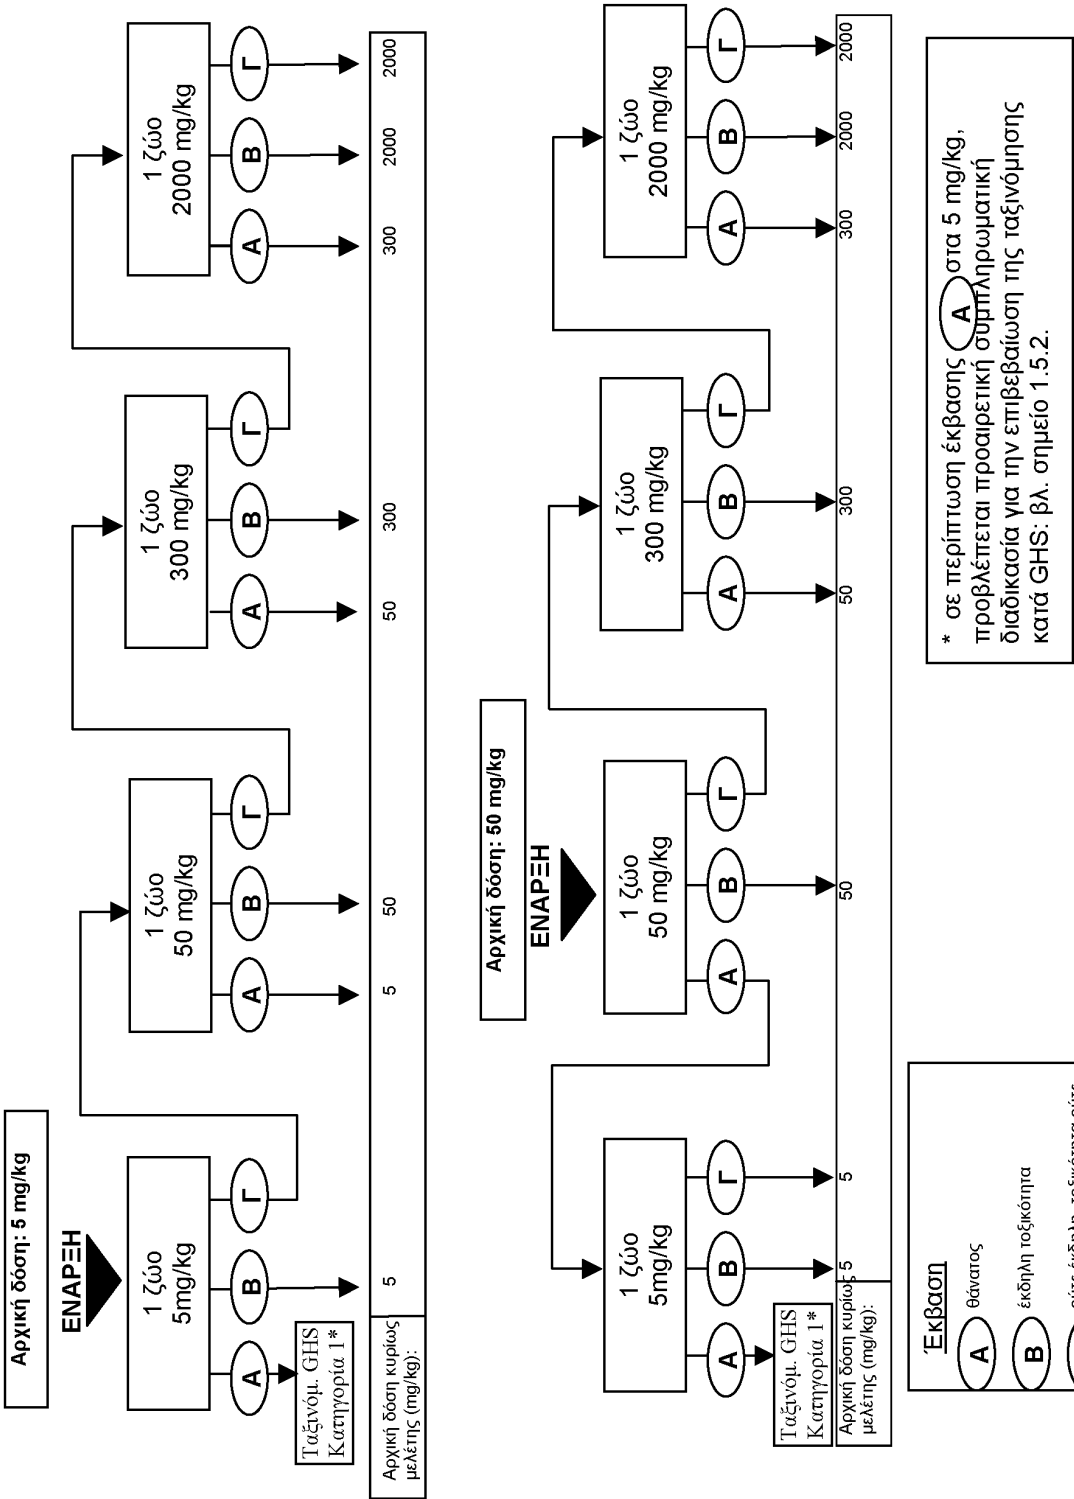 Αρχική δόση: 5 mg/kg
ΕΝΑΡΞΗ
1 ζώο
5mg/kg
1 ζώο
50 mg/kg
1 ζώο
300 mg/kg
1 ζώο
2000 mg/kg
Α Β Γ Α Β Γ Α Β Γ Α Β Γ
Ταξινόμ. GHS
Κατηγορία 1*
Αρχική δόση κυρίως
μελέτης (mg/kg):
5 5 50 50 300 300 2000 2000
Αρχική δόση: 50 mg/kg
ΕΝΑΡΞΗ
1 ζώο
5mg/kg
1 ζώο
50 mg/kg
1 ζώο
300 mg/kg
1 ζώο
2000 mg/kg
Α Β Γ Α Β Γ Α Β Γ Α Β Γ
Ταξινόμ. GHS
Κατηγορία 1*
Αρχική δόση κυρίως
μελέτης (mg/kg):
5 5 50 50 300 300 2000 2000
Έκβαση
Α θάνατος
Β έκδηλη τοξικότητα
* σε περίπτωση έκβασης Α στα 5 mg/kg,
προβλέπεται προαιρετική συμπληρωματική
διαδικασία για την επιβεβαίωση της ταξινόμησης
κατά GHS: βλ. σημείο 1.5.2.